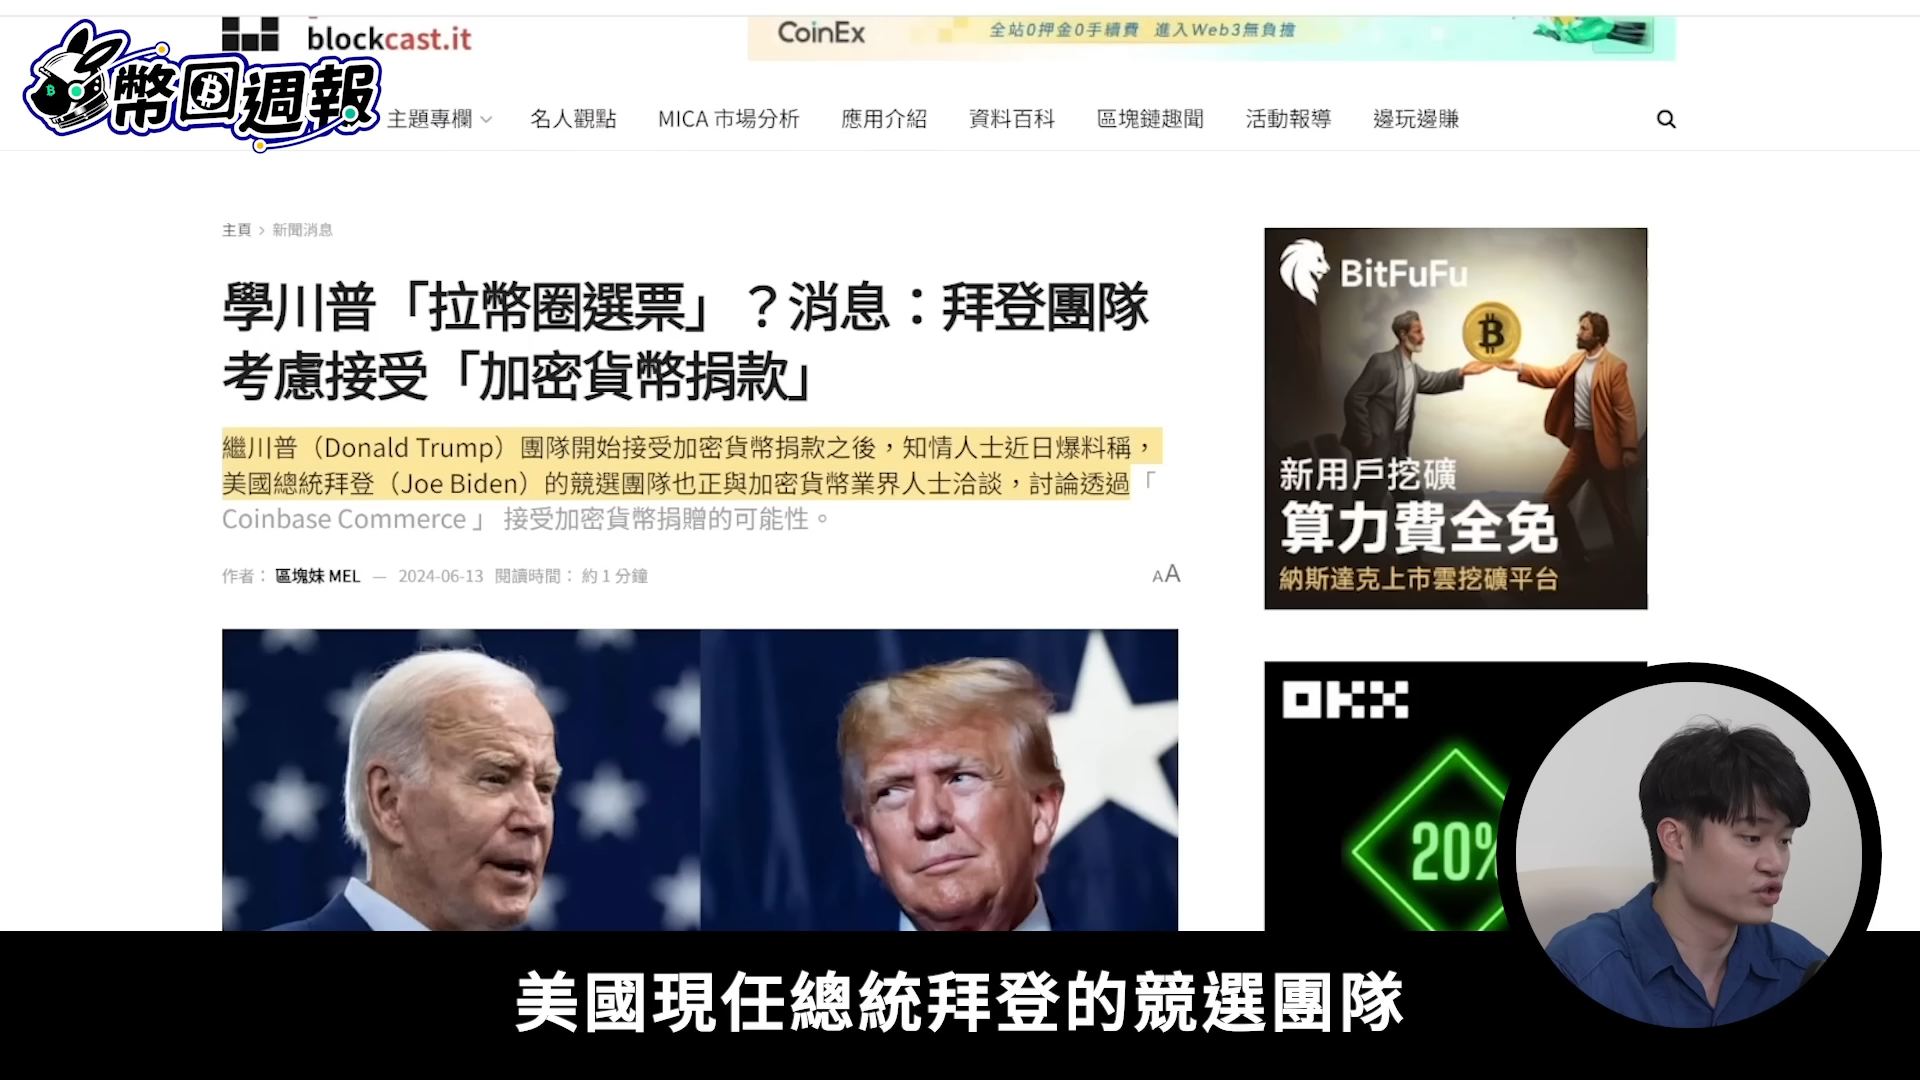 blockcast.it
CoinEx
全站0押金0手續費 進入Web3無負擔
幣圈週報
主題專欄
名人觀點
MICA 市場分析
應用介紹
資料百科
區塊鏈趣聞
活動報導
邊玩邊賺
主頁 > 新聞消息
學川普「拉幣圈選票」？消息：拜登團隊
考慮接受「加密貨幣捐款」
繼川普（Donald Trump）團隊開始接受加密貨幣捐款之後，知情人士近日爆料稱，
美國總統拜登（Joe Biden）的競選團隊也正與加密貨幣業界人士洽談，討論透過「
Coinbase Commerce 」 接受加密貨幣捐贈的可能性。
作者： 區塊妹 MEL — 2024-06-13 閱讀時間： 約 1 分鐘
AA
BitFuFu
新用戶挖礦
算力費全免
納斯達克上市雲挖礦平台
OKX
20%
美國現任總統拜登的競選團隊